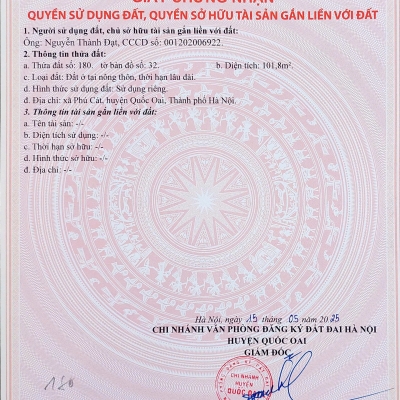 GIẤY CHỨNG NHẬN
QUYỀN SỬ DỤNG ĐẤT, QUYỀN SỞ HỮU TÀI SẢN GẮN LIỀN VỚI ĐẤT
1. Người sử dụng đất, chủ sở hữu tài sản gắn liền với đất:
Ông: Nguyễn Thành Đạt, CCCD số: 001202006922.
2. Thông tin thửa đất:
a. Thửa đất số: 180. tờ bản đồ số: 32. b. Diện tích: 101,8m².
c. Loại đất: Đất ở tại nông thôn, thời hạn lâu dài.
d. Hình thức sử dụng đất: Sử dụng riêng.
đ. Địa chỉ: xã Phú Cát, huyện Quốc Oai, Thành phố Hà Nội.
3. Thông tin tài sản gắn liền với đất:
a. Tên tài sản: -/-
b. Diện tích sử dụng: -/-
c. Thời hạn sở hữu: -/-
d. Hình thức sở hữu: -/-
đ. Địa chỉ: -/-
Hà Nội, ngày 15 tháng 05 năm 2025
CHI NHÁNH VĂN PHÒNG ĐĂNG KÝ ĐẤT ĐAI HÀ NỘI
HUYỆN QUỐC OAI
GIÁM ĐỐC
CHI NHÁNH
HUYỆN
QUỐC OAI
180